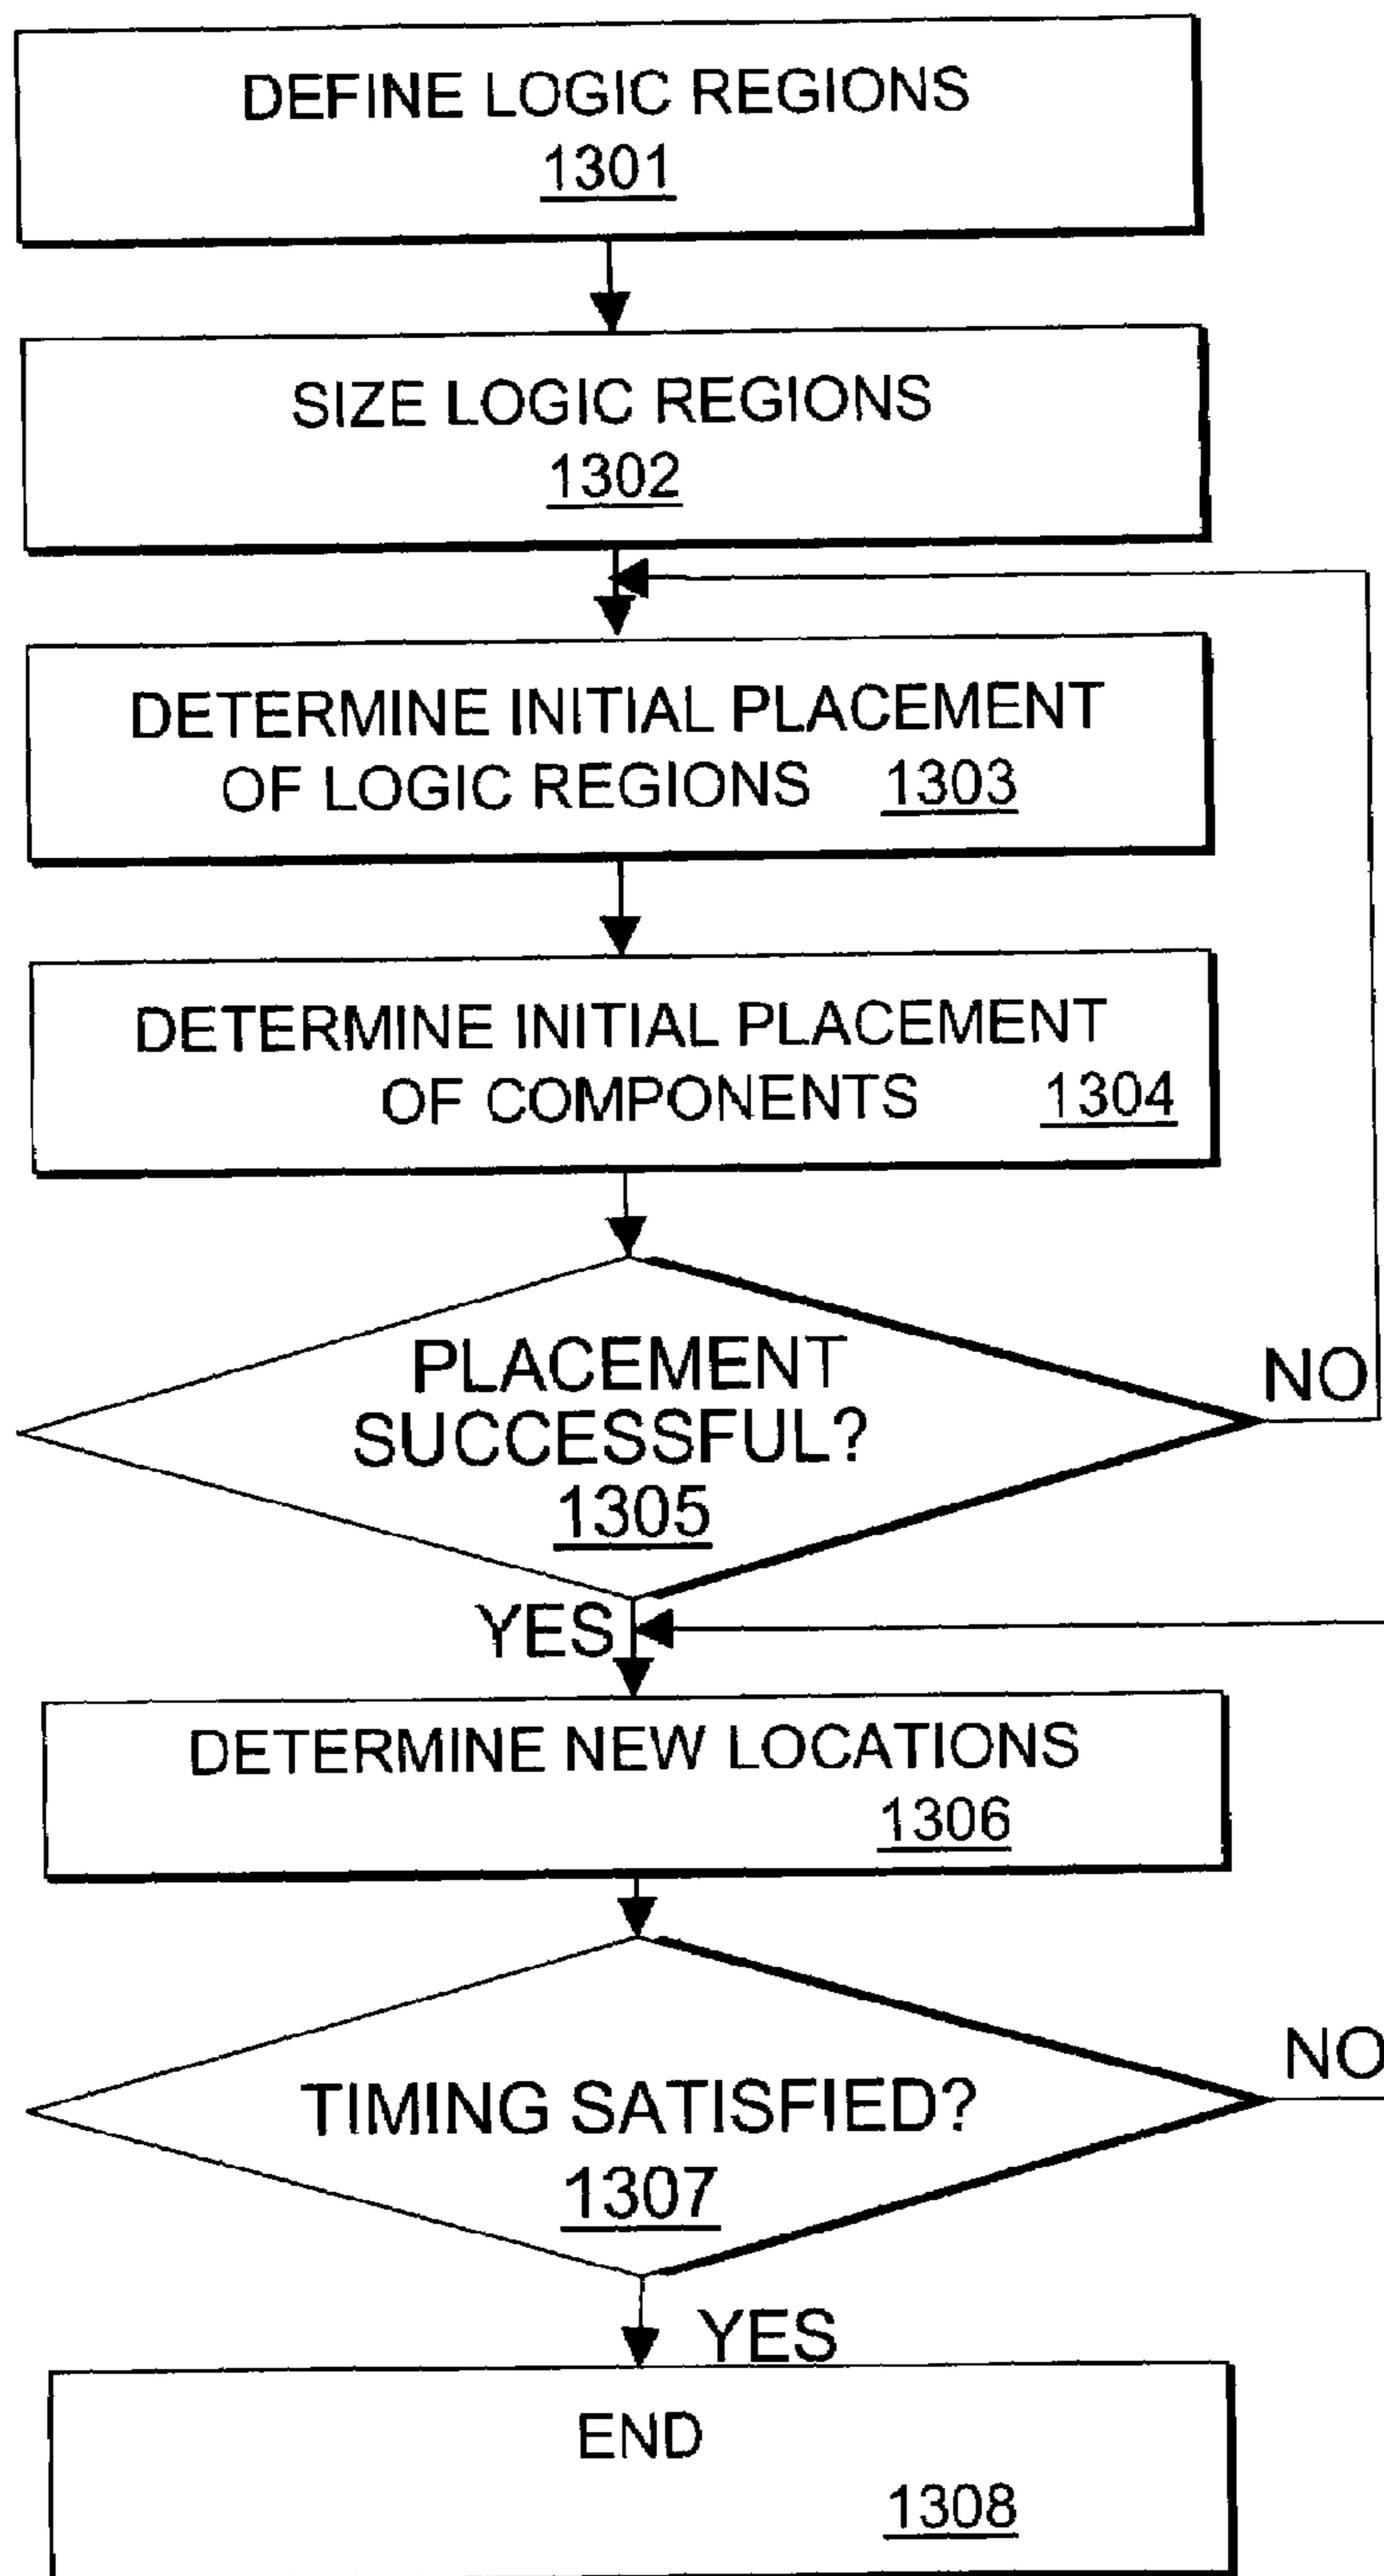 DEFINE LOGIC REGIONS
1301
SIZE LOGIC REGIONS
1302
DETERMINE INITIAL PLACEMENT
OF LOGIC REGIONS 1303
DETERMINE INITIAL PLACEMENT
OF COMPONENTS 1304
PLACEMENT
SUCCESSFUL?
1305
NO
YES
DETERMINE NEW LOCATIONS
1306
TIMING SATISFIED?
1307
NO
YES
END
1308